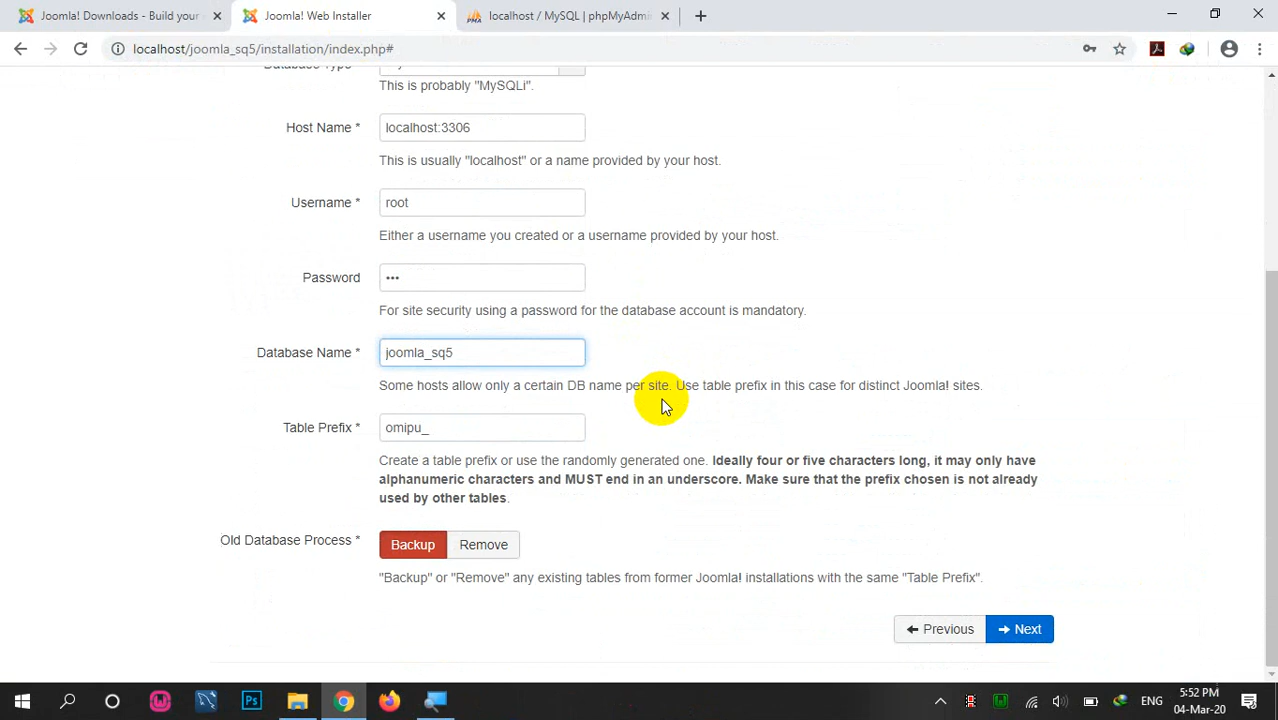 Joomla! Downloads - Build your
Joomla! Web Installer
localhost / MySQL | phpMyAdmin
localhost/joomla_sq5/installation/index.php#
Database Type *
This is probably "MySQLi".
Host Name *
localhost:3306
This is usually "localhost" or a name provided by your host.
Username *
root
Either a username you created or a username provided by your host.
Password
•••
For site security using a password for the database account is mandatory.
Database Name *
joomla_sq5
Some hosts allow only a certain DB name per site. Use table prefix in this case for distinct Joomla! sites.
Table Prefix *
omipu_
Create a table prefix or use the randomly generated one. Ideally four or five characters long, it may only have
alphanumeric characters and MUST end in an underscore. Make sure that the prefix chosen is not already
used by other tables.
Old Database Process *
Backup
Remove
"Backup" or "Remove" any existing tables from former Joomla! installations with the same "Table Prefix".
Previous
Next
Ps
ENG
5:52 PM
04-Mar-20